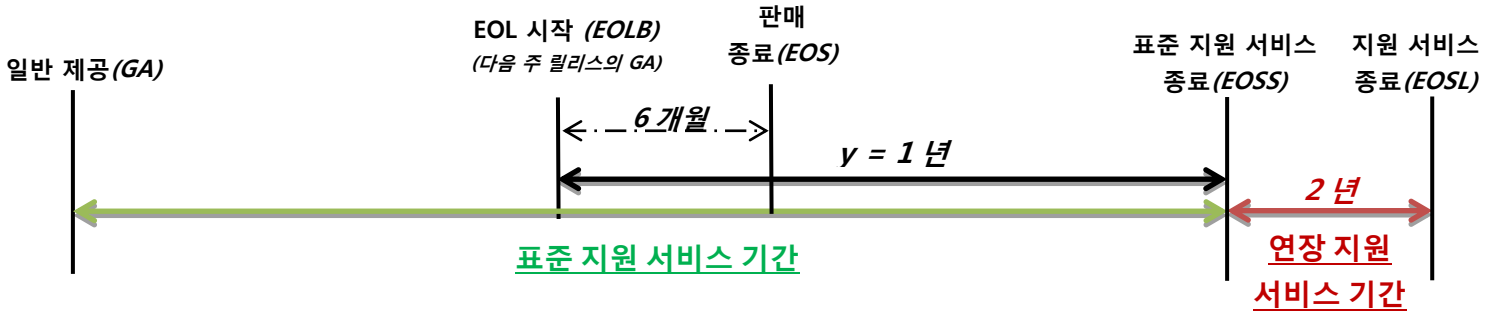 일반 제공(GA)
EOL 시작 (EOLB)
(다음 주 릴리스의 GA)
판매
종료(EOS)
표준 지원 서비스
종료(EOSS)
지원 서비스
종료(EOSL)
6 개월
y = 1 년
2 년
표준 지원 서비스 기간
연장 지원
서비스 기간